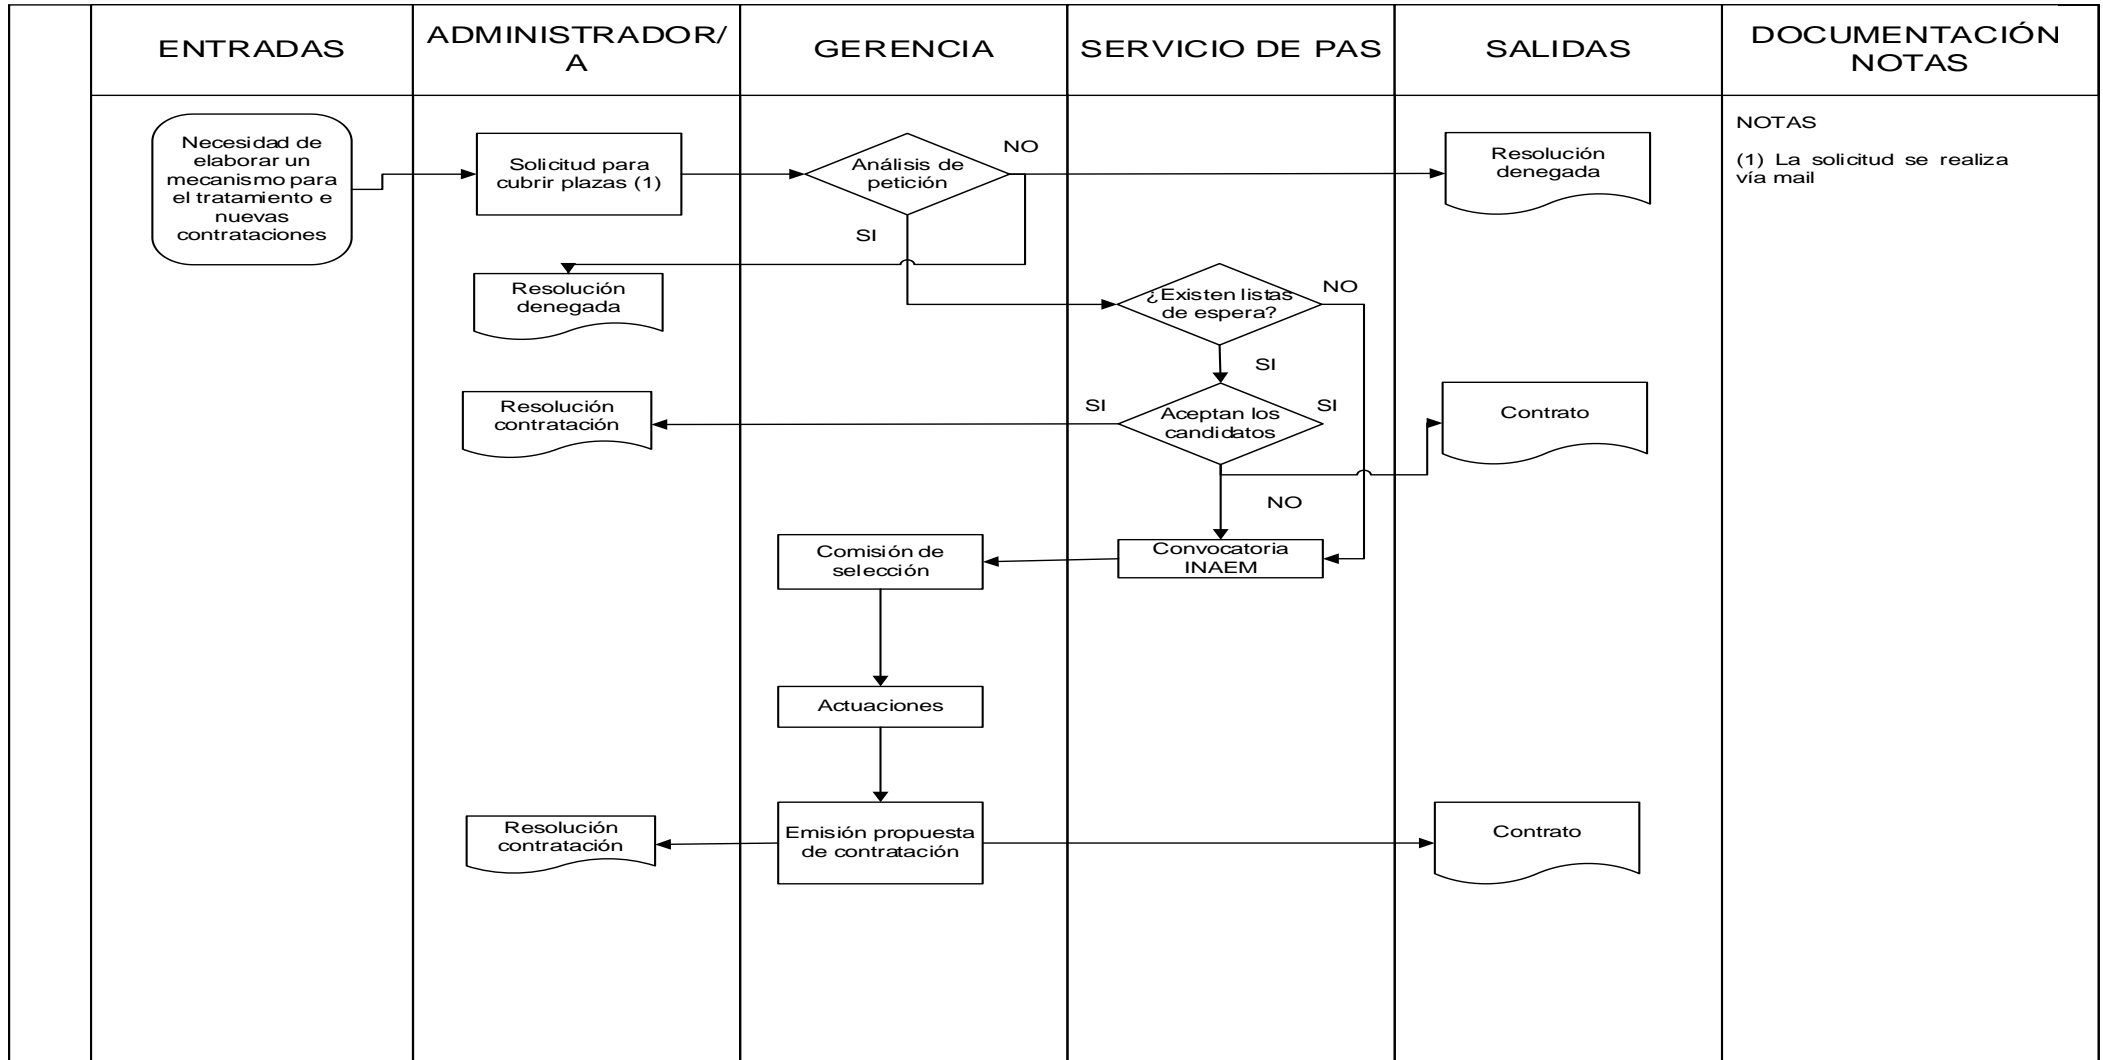 ENTRADAS
ADMINISTRADOR/
A
GERENCIA
SERVICIO DE PAS
SALIDAS
DOCUMENTACIÓN
NOTAS
Necesidad de
elaborar un
mecanismo para
el tratamiento e
nuevas
contrataciones
Solicitud para
cubrir plazas (1)
Análisis de
petición
NO
SI
Resolución
denegada
NOTAS
(1) La solicitud se realiza
vía mail
Resolución
denegada
¿Existen listas
de espera?
NO
SI
Resolución
contratación
SI
Aceptan los
candidatos
SI
NO
Contrato
Comisión de
selección
Convocatoria
INAEM
Actuaciones
Resolución
contratación
Emisión propuesta
de contratación
Contrato